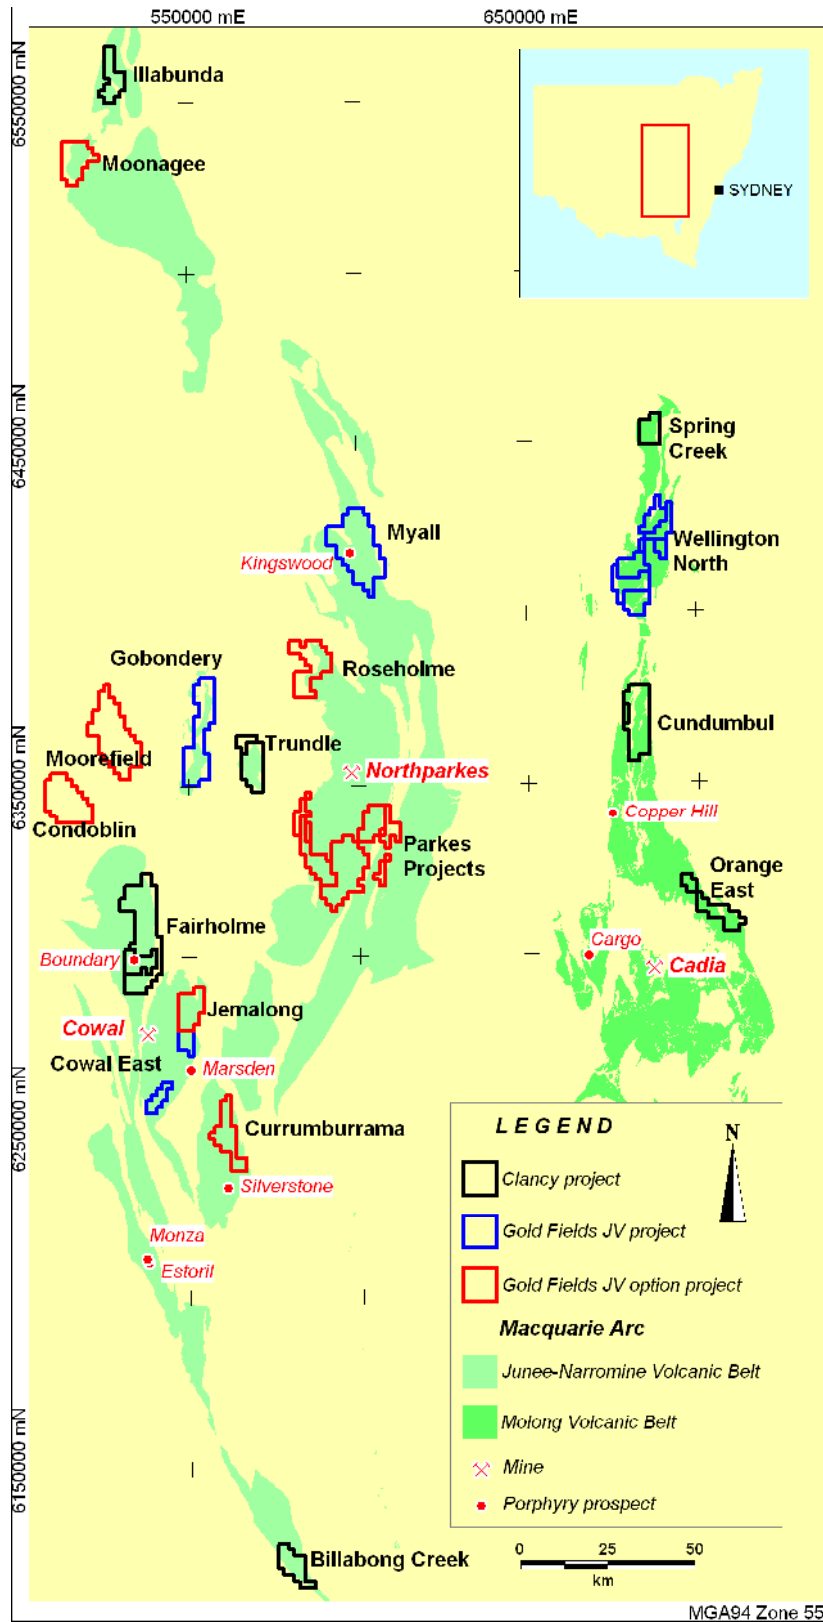 550000 mE
650000 mE
6550000 mN
Illabunda
Moonagee
SYDNEY
6450000 mN
Spring
Creek
Myall
Kingswood
Wellington
North
Gobondery
Roseholme
Moorefield
Trundle
Cundumbul
Northparkes
6350000 mN
Condoblin
Copper Hill
Parkes
Projects
Orange
East
Fairholme
Boundary
Cargo
Cadia
Jemalong
Cowal
Cowal East
Marsden
6250000 mN
Currumburrama
Silverstone
Monza
Estoril
LEGEND
N
Clancy project
Gold Fields JV project
Gold Fields JV option project
Macquarie Arc
Junee-Narromine Volcanic Belt
Molong Volcanic Belt
Mine
Porphyry prospect
6150000 mN
Billabong Creek
0 25 50
km
MGA94 Zone 55